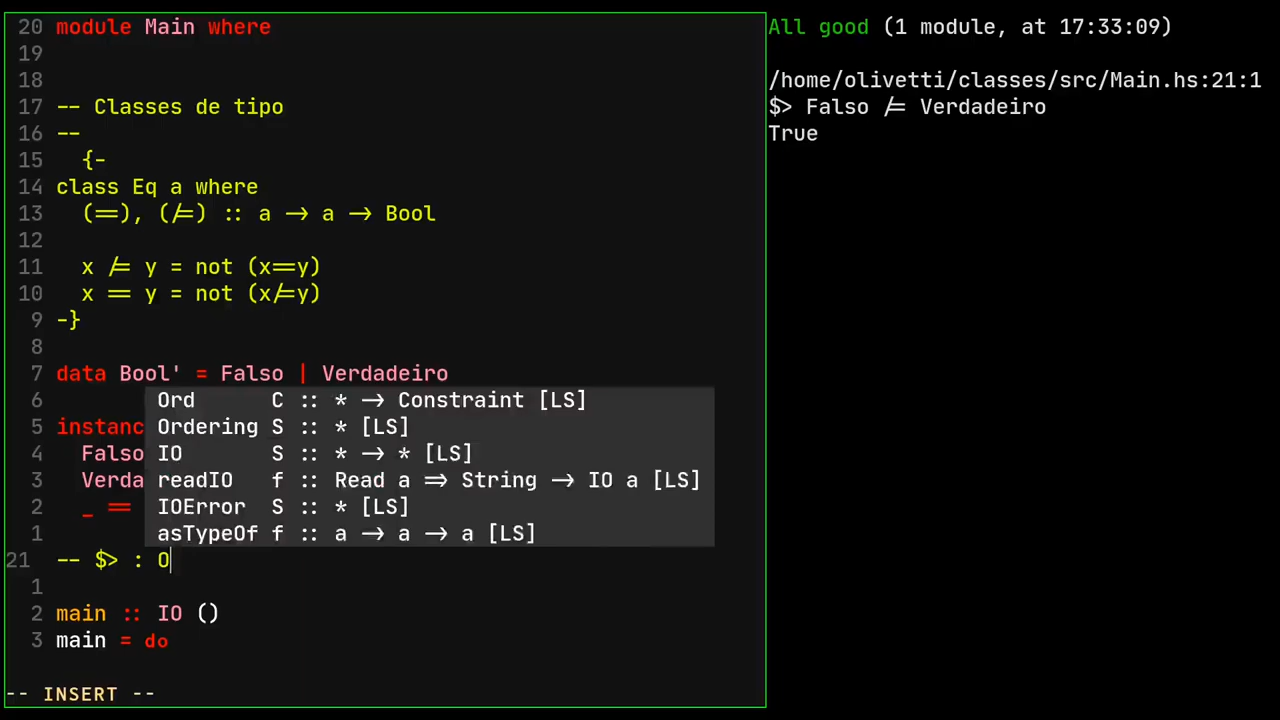 20 module Main where
19
18
17 -- Classes de tipo
16 --
15 {-
14 class Eq a where
13 (==), (/=) :: a -> a -> Bool
12
11 x /= y = not (x==y)
10 x == y = not (x/=y)
9 -}
8
7 data Bool' = Falso | Verdadeiro
6
5 instanc
4 Falso
3 Verda
2 _ ==
1
21 -- $> : O
1
2 main :: IO ()
3 main = do
-- INSERT --
Ord C :: * -> Constraint [LS]
Ordering S :: * [LS]
IO S :: * -> * [LS]
readIO f :: Read a => String -> IO a [LS]
IOError S :: * [LS]
asTypeOf f :: a -> a -> a [LS]
All good (1 module, at 17:33:09)
/home/olivetti/classes/src/Main.hs:21:1
$> Falso /= Verdadeiro
True